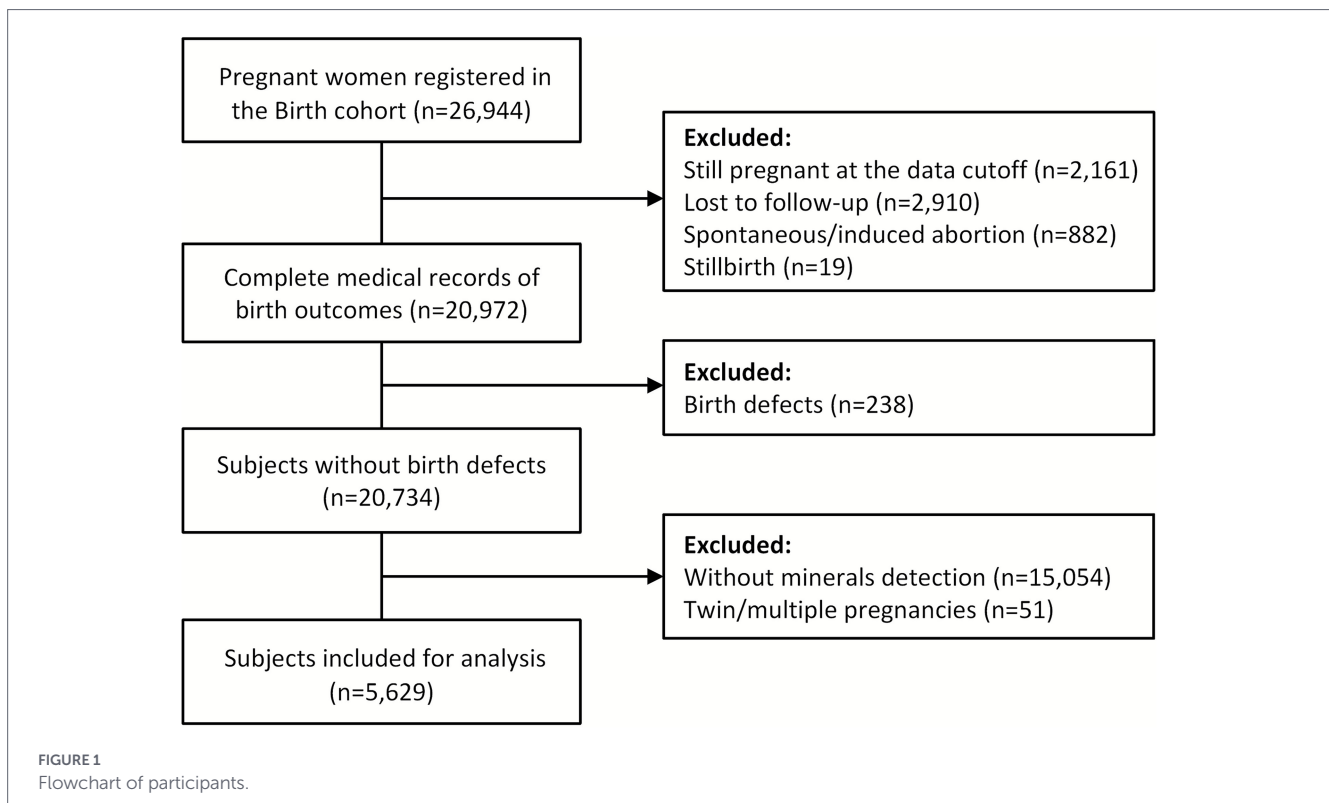 Pregnant women registered in
the Birth cohort (n=26,944)
Excluded:
Still pregnant at the data cutoff (n=2,161)
Lost to follow-up (n=2,910)
Spontaneous/induced abortion (n=882)
Stillbirth (n=19)
Complete medical records of
birth outcomes (n=20,972)
Excluded:
Birth defects (n=238)
Subjects without birth defects
(n=20,734)
Excluded:
Without minerals detection (n=15,054)
Twin/multiple pregnancies (n=51)
Subjects included for analysis
(n=5,629)
FIGURE 1
Flowchart of participants.